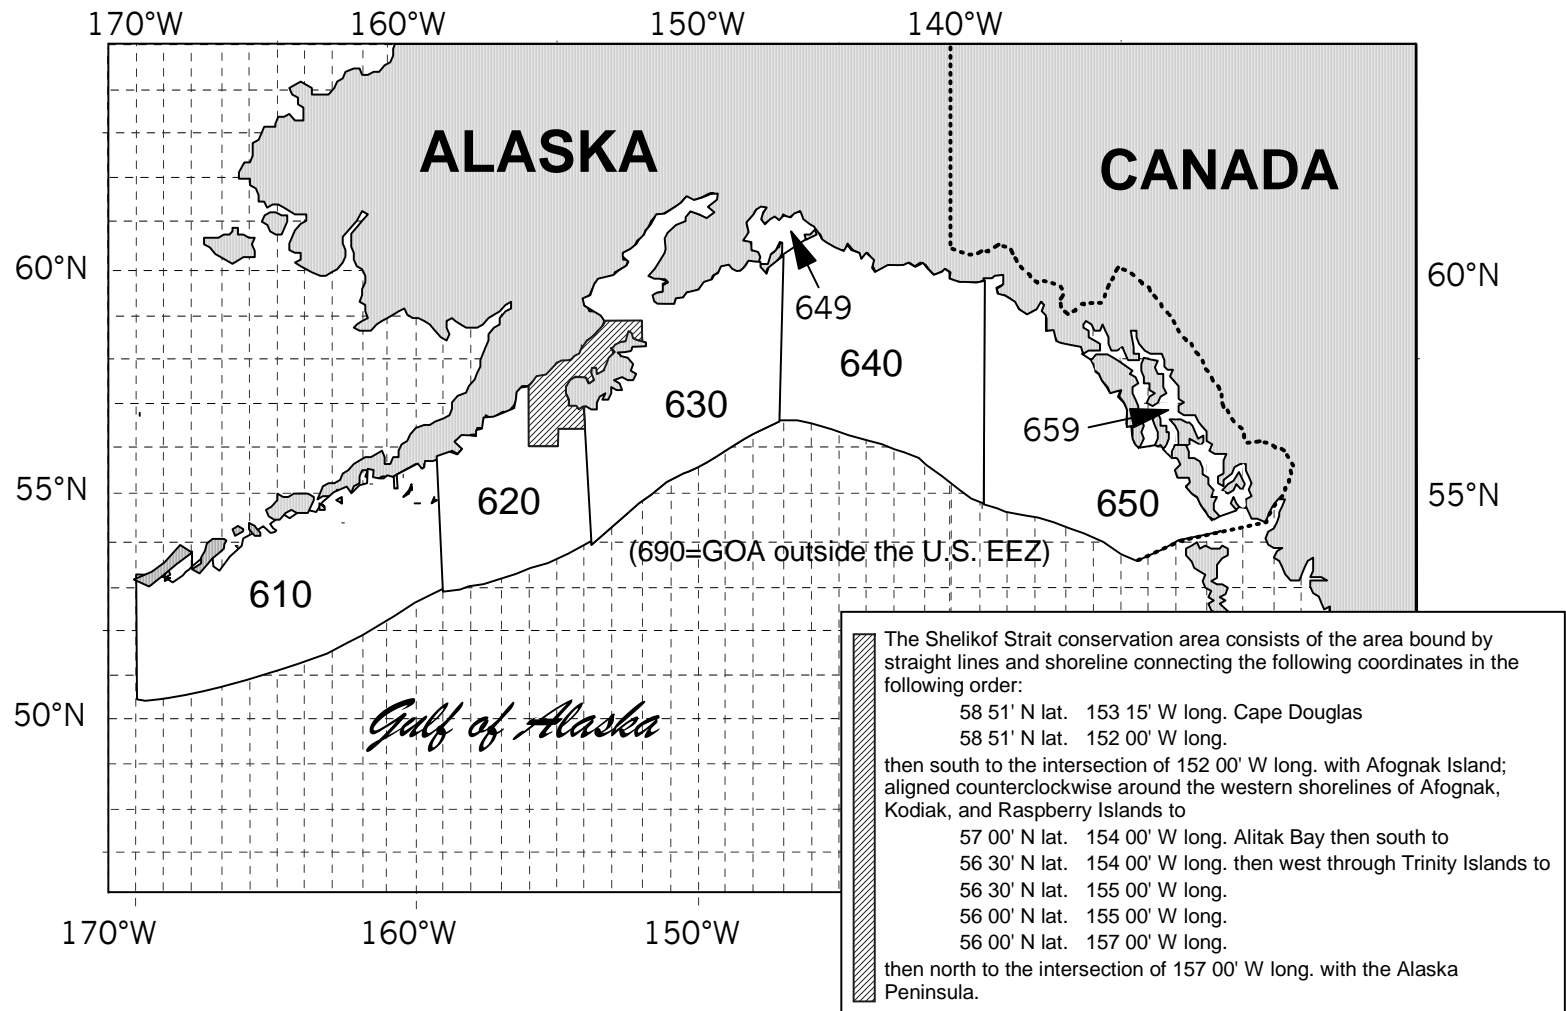 170°W 160°W 150°W 140°W
ALASKA
CANADA
60°N
60°N
649
640
630
659
55°N
55°N
620
650
(690=GOA outside the U.S. EEZ)
610
50°N
Gulf of Alaska
The Shelikof Strait conservation area consists of the area bound by
straight lines and shoreline connecting the following coordinates in the
following order:
58 51' N lat. 153 15' W long. Cape Douglas
58 51' N lat. 152 00' W long.
then south to the intersection of 152 00' W long. with Afognak Island;
aligned counterclockwise around the western shorelines of Afognak,
Kodiak, and Raspberry Islands to
57 00' N lat. 154 00' W long. Alitak Bay then south to
56 30' N lat. 154 00' W long. then west through Trinity Islands to
56 30' N lat. 155 00' W long.
56 00' N lat. 155 00' W long.
56 00' N lat. 157 00' W long.
then north to the intersection of 157 00' W long. with the Alaska
Peninsula.
170°W 160°W 150°W